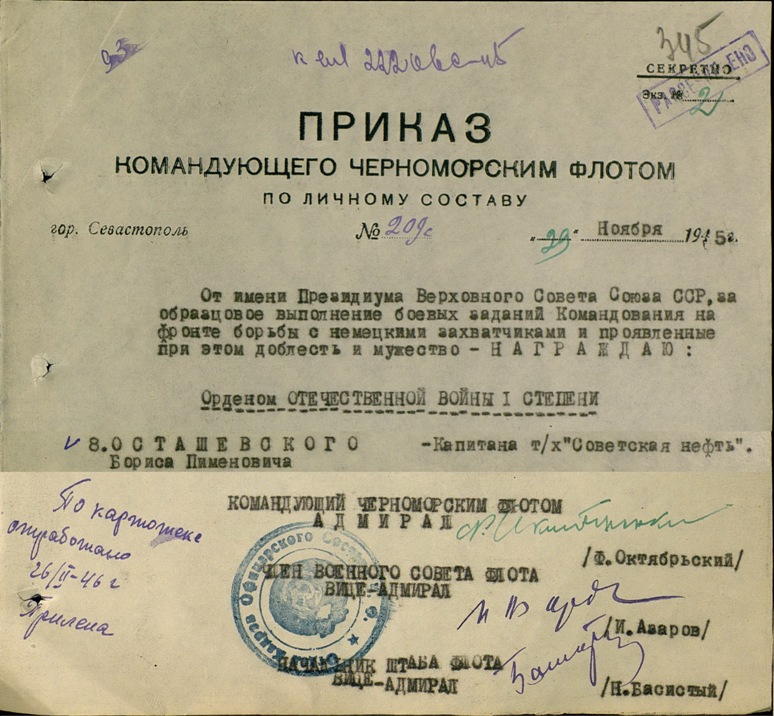 345
СЕКРЕТНО
Экз.№ 2
РАССЕКРЕЧЕНО
ПРИКАЗ
КОМАНДУЮЩЕГО ЧЕРНОМОРСКИМ ФЛОТОМ
ПО ЛИЧНОМУ СОСТАВУ
гор. Севастополь № 209с „29" Ноября 1945г.
От имени Президиума Верховного Совета Союза ССР, за
образцовое выполнение боевых заданий Командования на
фронте борьбы с немецкими захватчиками и проявленные
при этом доблесть и мужество - НАГРАЖДАЮ:
Орденом ОТЕЧЕСТВЕННОЙ ВОЙНЫ I СТЕПЕНИ
8. ОСТАШЕВСКОГО -Капитана т/х"Советская нефть".
Бориса Пименовича
КОМАНДУЮЩИЙ ЧЕРНОМОРСКИМ ФЛОТОМ
АДМИРАЛ
/Ф.Октябрьский/
ЧЛЕН ВОЕННОГО СОВЕТА ФЛОТА
ВИЦЕ-АДМИРАЛ
/И.Азаров/
НАЧАЛЬНИК ШТАБА ФЛОТА
ВИЦЕ-АДМИРАЛ
/Н.Басистый/
По картотеке
отработано
26/II-46 г